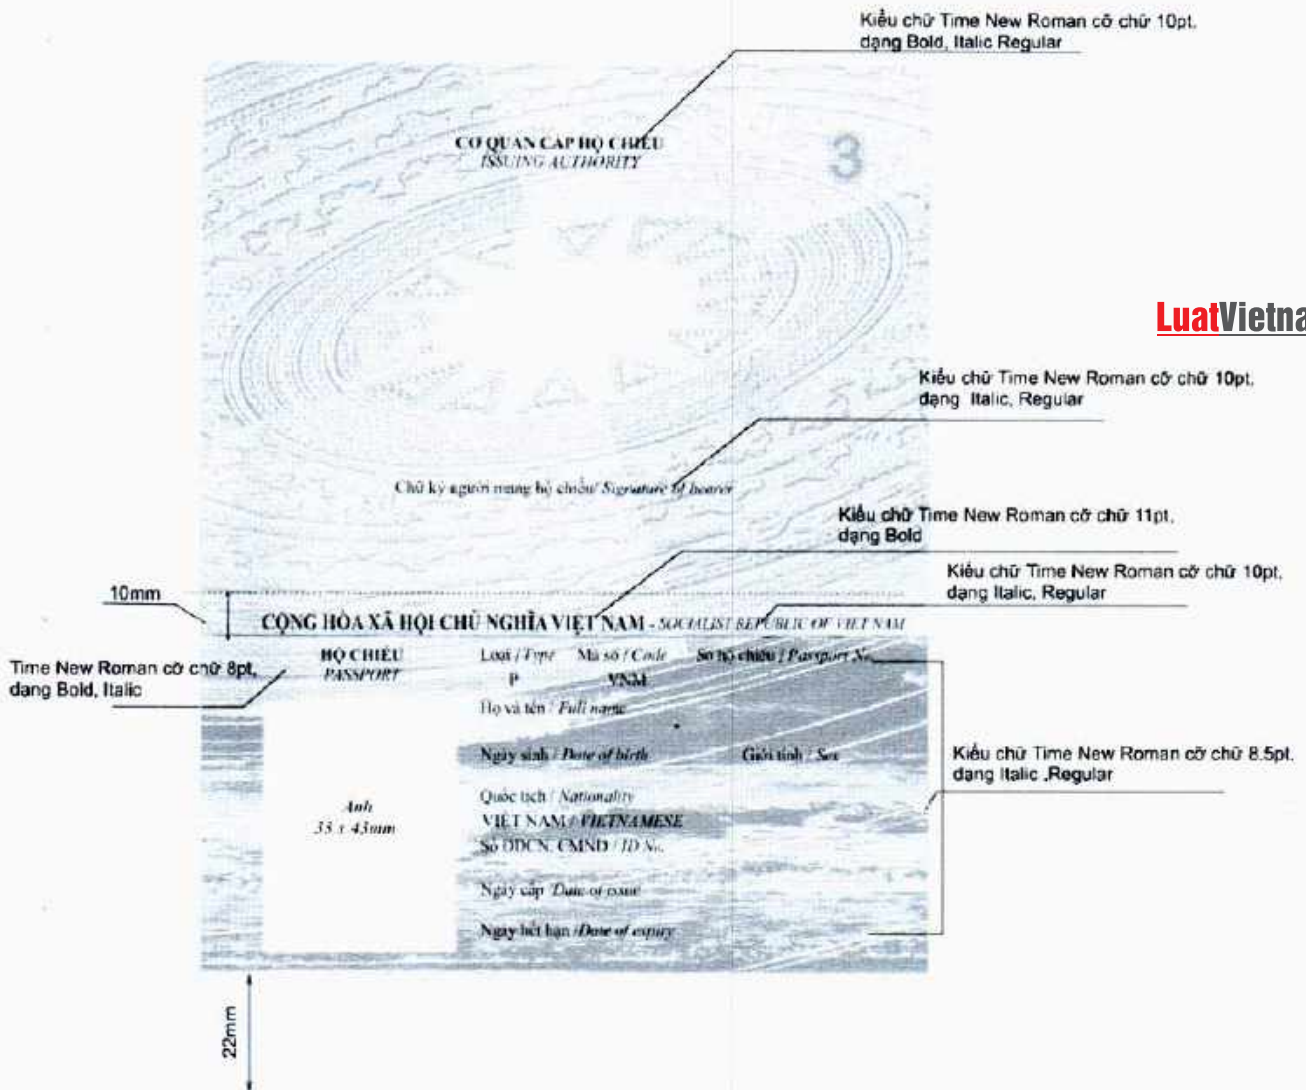 Kiểu chữ Time New Roman cỡ chữ 10pt,
dạng Bold, Italic Regular
CƠ QUAN CẤP HỘ CHIẾU
ISSUING AUTHORITY
3
LuatVietna
Kiểu chữ Time New Roman cỡ chữ 10pt,
dạng Italic, Regular
Chữ ký người mang hộ chiếu/ Signature of bearer
Kiểu chữ Time New Roman cỡ chữ 11pt,
dạng Bold
Kiểu chữ Time New Roman cỡ chữ 10pt,
dạng Italic, Regular
10mm
CỘNG HÒA XÃ HỘI CHỦ NGHĨA VIỆT NAM - SOCIALIST REPUBLIC OF VIET NAM
Time New Roman cỡ chữ 8pt,
dạng Bold, Italic
HỘ CHIẾU
PASSPORT
Loại / Type Mã số / Code Số hộ chiếu / Passport No.
P VNM
Họ và tên / Full name
Ngày sinh / Date of birth Giới tính / Sex
Kiểu chữ Time New Roman cỡ chữ 8.5pt,
dạng Italic ,Regular
Ảnh
35 x 43mm
Quốc tịch / Nationality
VIỆT NAM / VIETNAMESE
Số ĐDCN, CMND / ID No.
Ngày cấp /Date of issue
Ngày hết hạn /Date of expiry
22mm